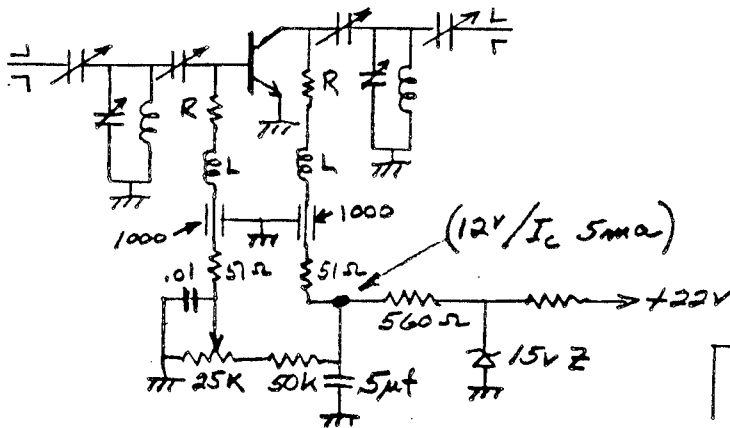 R
R
L
L
1000
1000
(12V/Ic 5ma)
.01
51Ω
51Ω
560Ω
+22V
25K
50K
.5µf
15V Z